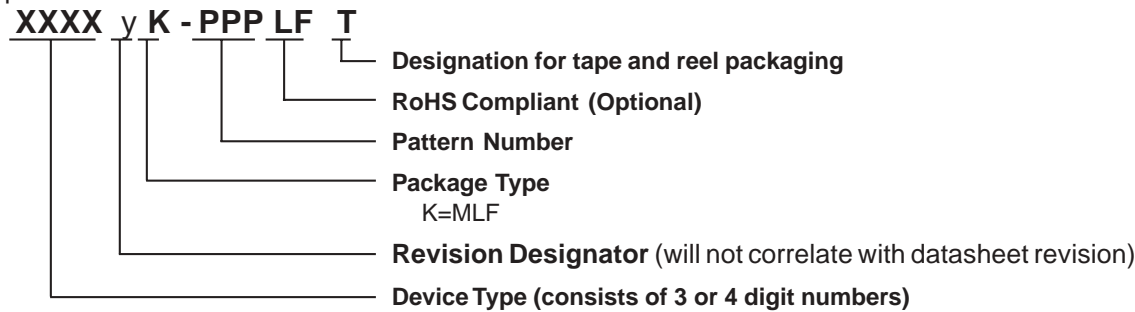 XXXX y K - PPP LF T
Designation for tape and reel packaging
RoHS Compliant (Optional)
Pattern Number
Package Type
K=MLF
Revision Designator (will not correlate with datasheet revision)
Device Type (consists of 3 or 4 digit numbers)